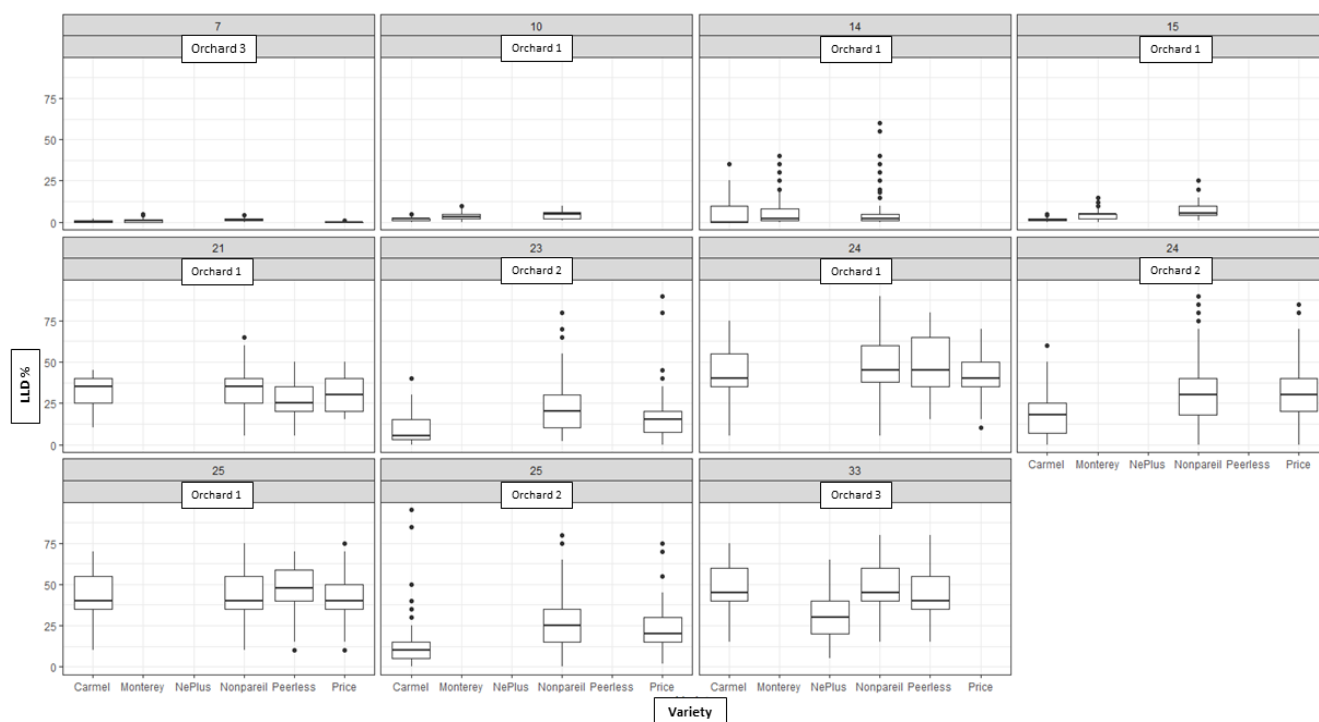 7 10 14 15
Orchard 3 Orchard 1 Orchard 1 Orchard 1
75
50
25
0
21 23 24 24
Orchard 1 Orchard 2 Orchard 1 Orchard 2
75
50
25
0
LLD %
Carmel Monterey NePlus Nonpareil Peerless Price
25 25 33
Orchard 1 Orchard 2 Orchard 3
75
50
25
0
Carmel Monterey NePlus Nonpareil Peerless Price Carmel Monterey NePlus Nonpareil Peerless Price Carmel Monterey NePlus Nonpareil Peerless Price
Variety